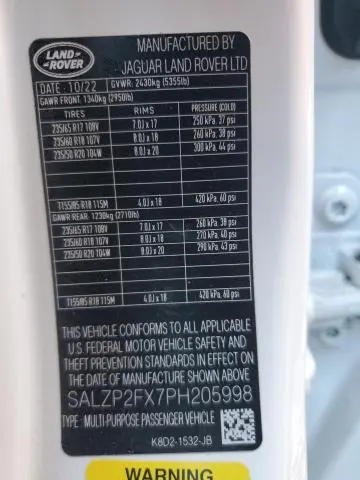 LAND
ROVER
MANUFACTURED BY
JAGUAR LAND ROVER LTD
DATE: 10/22 GVWR: 2430kg (5355lb)
GAWR FRONT: 1340kg (2950lb)
TIRES RIMS PRESSURE (COLD)
235/65 R17 108V 7.0J x 17 250 kPa, 37 psi
235/60 R18 107V 8.0J x 18 260 kPa, 38 psi
235/50 R20 104W 8.0J x 20 300 kPa, 44 psi
T155/85 R18 115M 4.0J x 18 420 kPa, 60 psi
GAWR REAR: 1230kg (2710lb)
235/65 R17 108V 7.0J x 17 260 kPa, 38 psi
235/60 R18 107V 8.0J x 18 270 kPa, 40 psi
235/50 R20 104W 8.0J x 20 290 kPa, 43 psi
T155/85 R18 115M 4.0J x 18 420 kPa, 60 psi
THIS VEHICLE CONFORMS TO ALL APPLICABLE
U.S. FEDERAL MOTOR VEHICLE SAFETY AND
THEFT PREVENTION STANDARDS IN EFFECT ON
THE DATE OF MANUFACTURE SHOWN ABOVE.
SALZP2FX7PH205998
TYPE: MULTI-PURPOSE PASSENGER VEHICLE
K8D2-1532-JB
WARNING